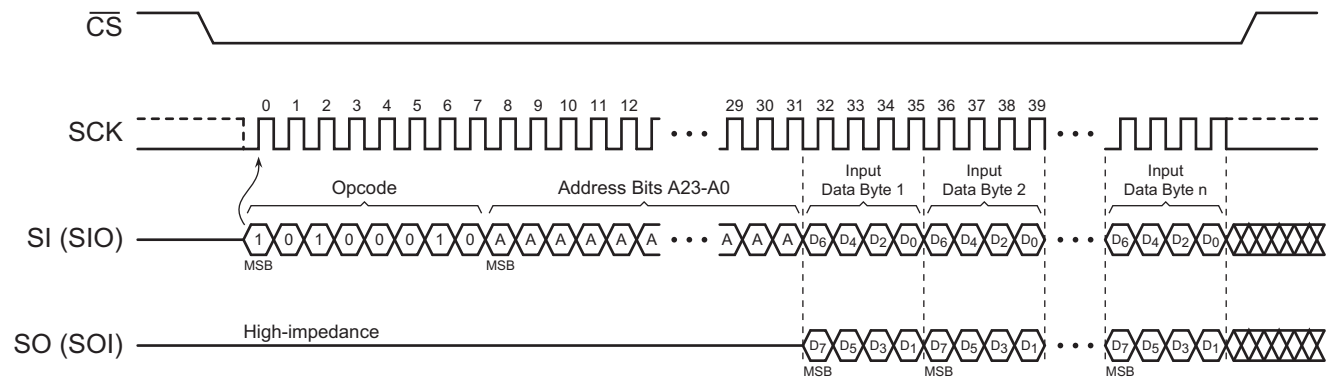 CS
0 1 2 3 4 5 6 7 8 9 10 11 12 29 30 31 32 33 34 35 36 37 38 39
SCK • • • • • •
Opcode Address Bits A23-A0 Input Data Byte 1 Input Data Byte 2 Input Data Byte n
SI (SIO) 1 0 1 0 0 0 1 0 A A A A A A • • • A A A D6 D4 D2 D0 D6 D4 D2 D0 • • • D6 D4 D2 D0
MSB MSB
High-impedance
SO (SOI) D7 D5 D3 D1 D7 D5 D3 D1 • • • D7 D5 D3 D1
MSB MSB MSB